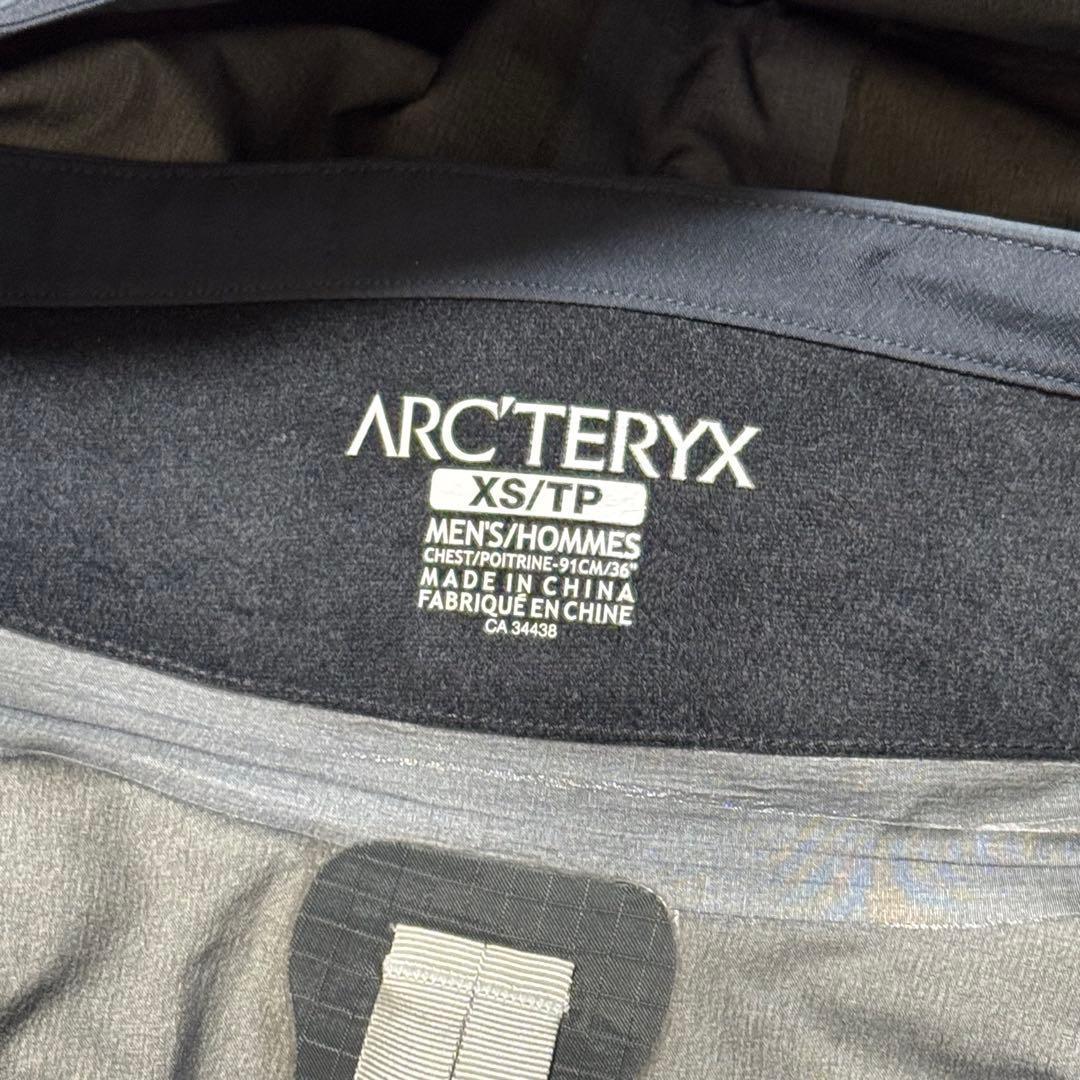 ARC'TERYX
XS/TP
MEN'S/HOMMES
CHEST/POITRINE-91CM/36"
MADE IN CHINA
FABRIQUÉ EN CHINE
CA 34438